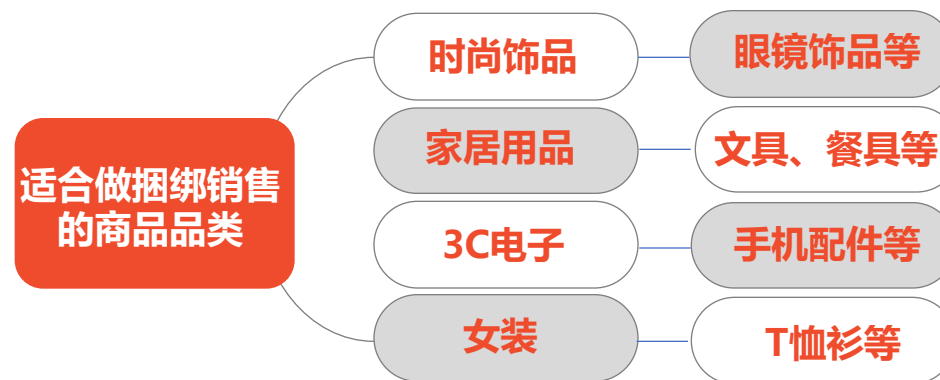 适合做捆绑销售
的商品品类
时尚饰品
眼镜饰品等
家居用品
文具、餐具等
3C电子
手机配件等
女装
T恤衫等